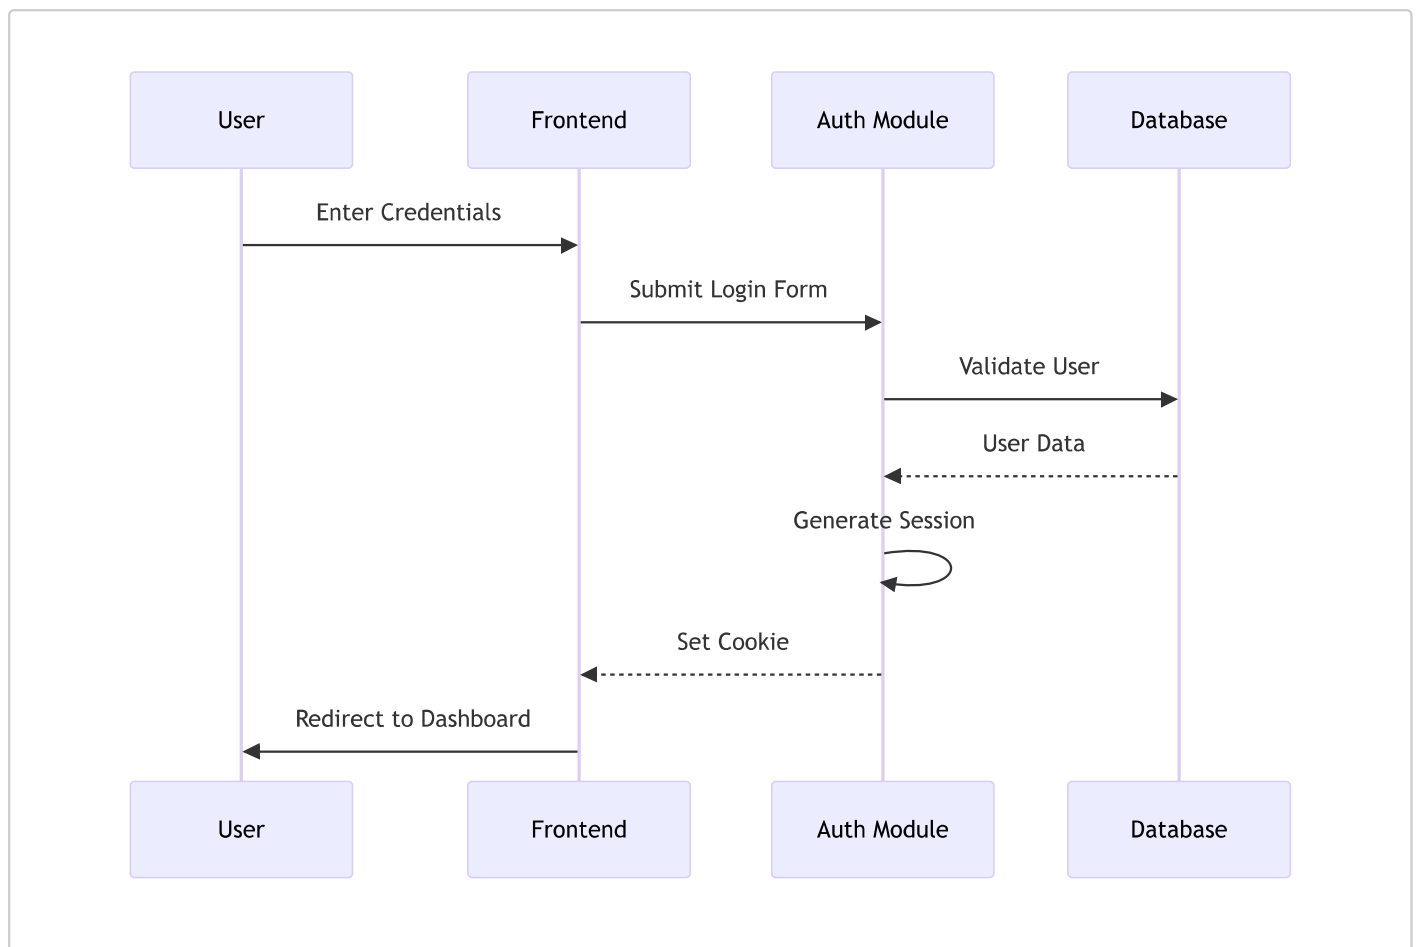 User
Frontend
Auth Module
Database
Enter Credentials
Submit Login Form
Validate User
User Data
Generate Session
Set Cookie
Redirect to Dashboard
User
Frontend
Auth Module
Database